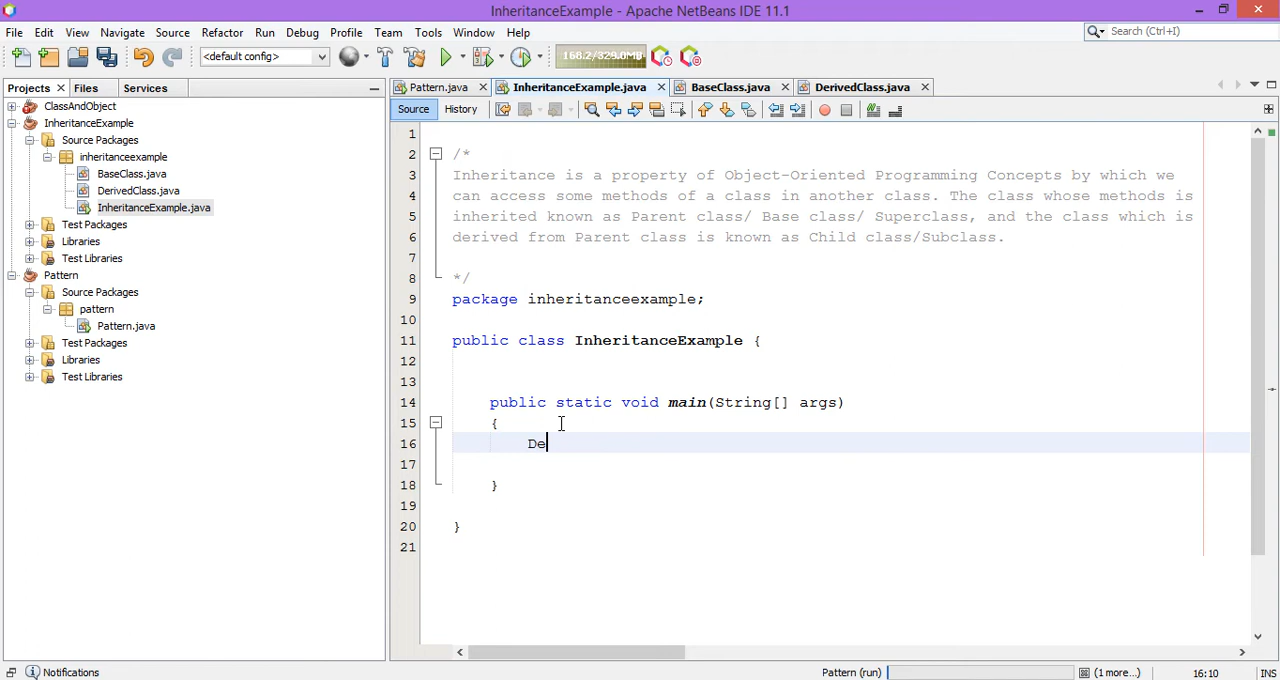 InheritanceExample - Apache NetBeans IDE 11.1
File Edit View Navigate Source Refactor Run Debug Profile Team Tools Window Help
Search (Ctrl+I)
<default config>
168.2/329.0MB
Projects Files Services
Pattern.java InheritanceExample.java BaseClass.java DerivedClass.java
Source History
ClassAndObject
InheritanceExample
Source Packages
inheritanceexample
BaseClass.java
DerivedClass.java
InheritanceExample.java
Test Packages
Libraries
Test Libraries
Pattern
Source Packages
pattern
Pattern.java
Test Packages
Libraries
Test Libraries
1
2 /*
3 Inheritance is a property of Object-Oriented Programming Concepts by which we
4 can access some methods of a class in another class. The class whose methods is
5 inherited known as Parent class/ Base class/ Superclass, and the class which is
6 derived from Parent class is known as Child class/Subclass.
7
8 */
9 package inheritanceexample;
10
11 public class InheritanceExample {
12
13
14 public static void main(String[] args)
15 {
16 De
17
18 }
19
20 }
21
Notifications
Pattern (run)
(1 more...)
16:10
INS